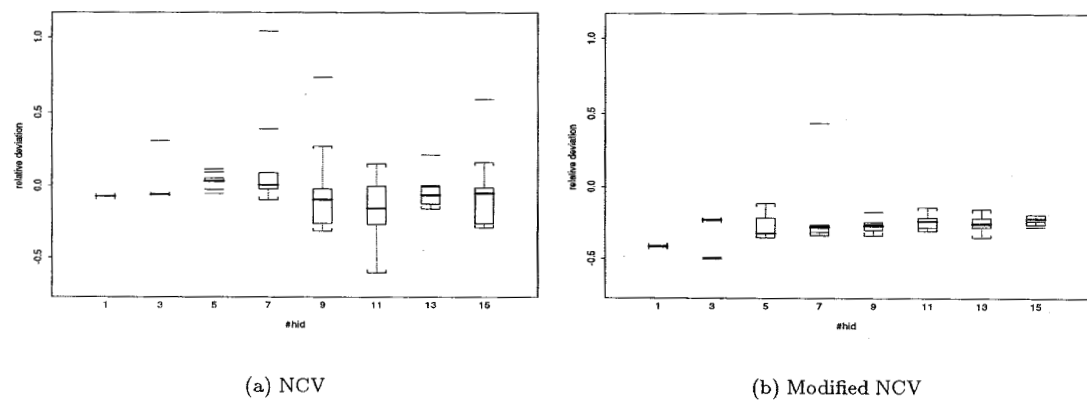 relative deviation
1.0
0.5
0.0
-0.5
1 3 5 7 9 11 13 15
#hid
(a) NCV
relative deviation
1.0
0.5
0.0
-0.5
1 3 5 7 9 11 13 15
#hid
(b) Modified NCV